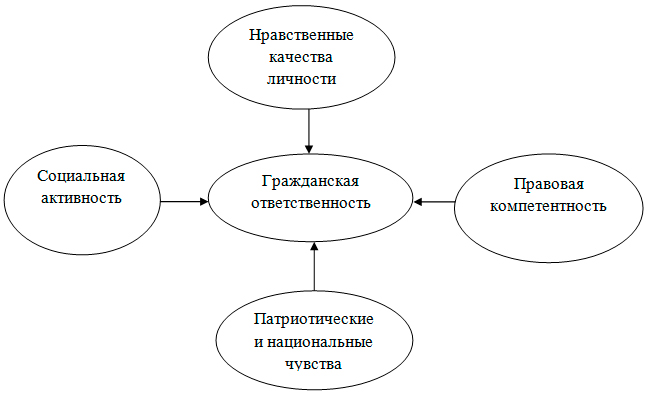 Нравственные
качества
личности
Социальная
активность
Гражданская
ответственность
Правовая
компетентность
Патриотические
и национальные
чувства